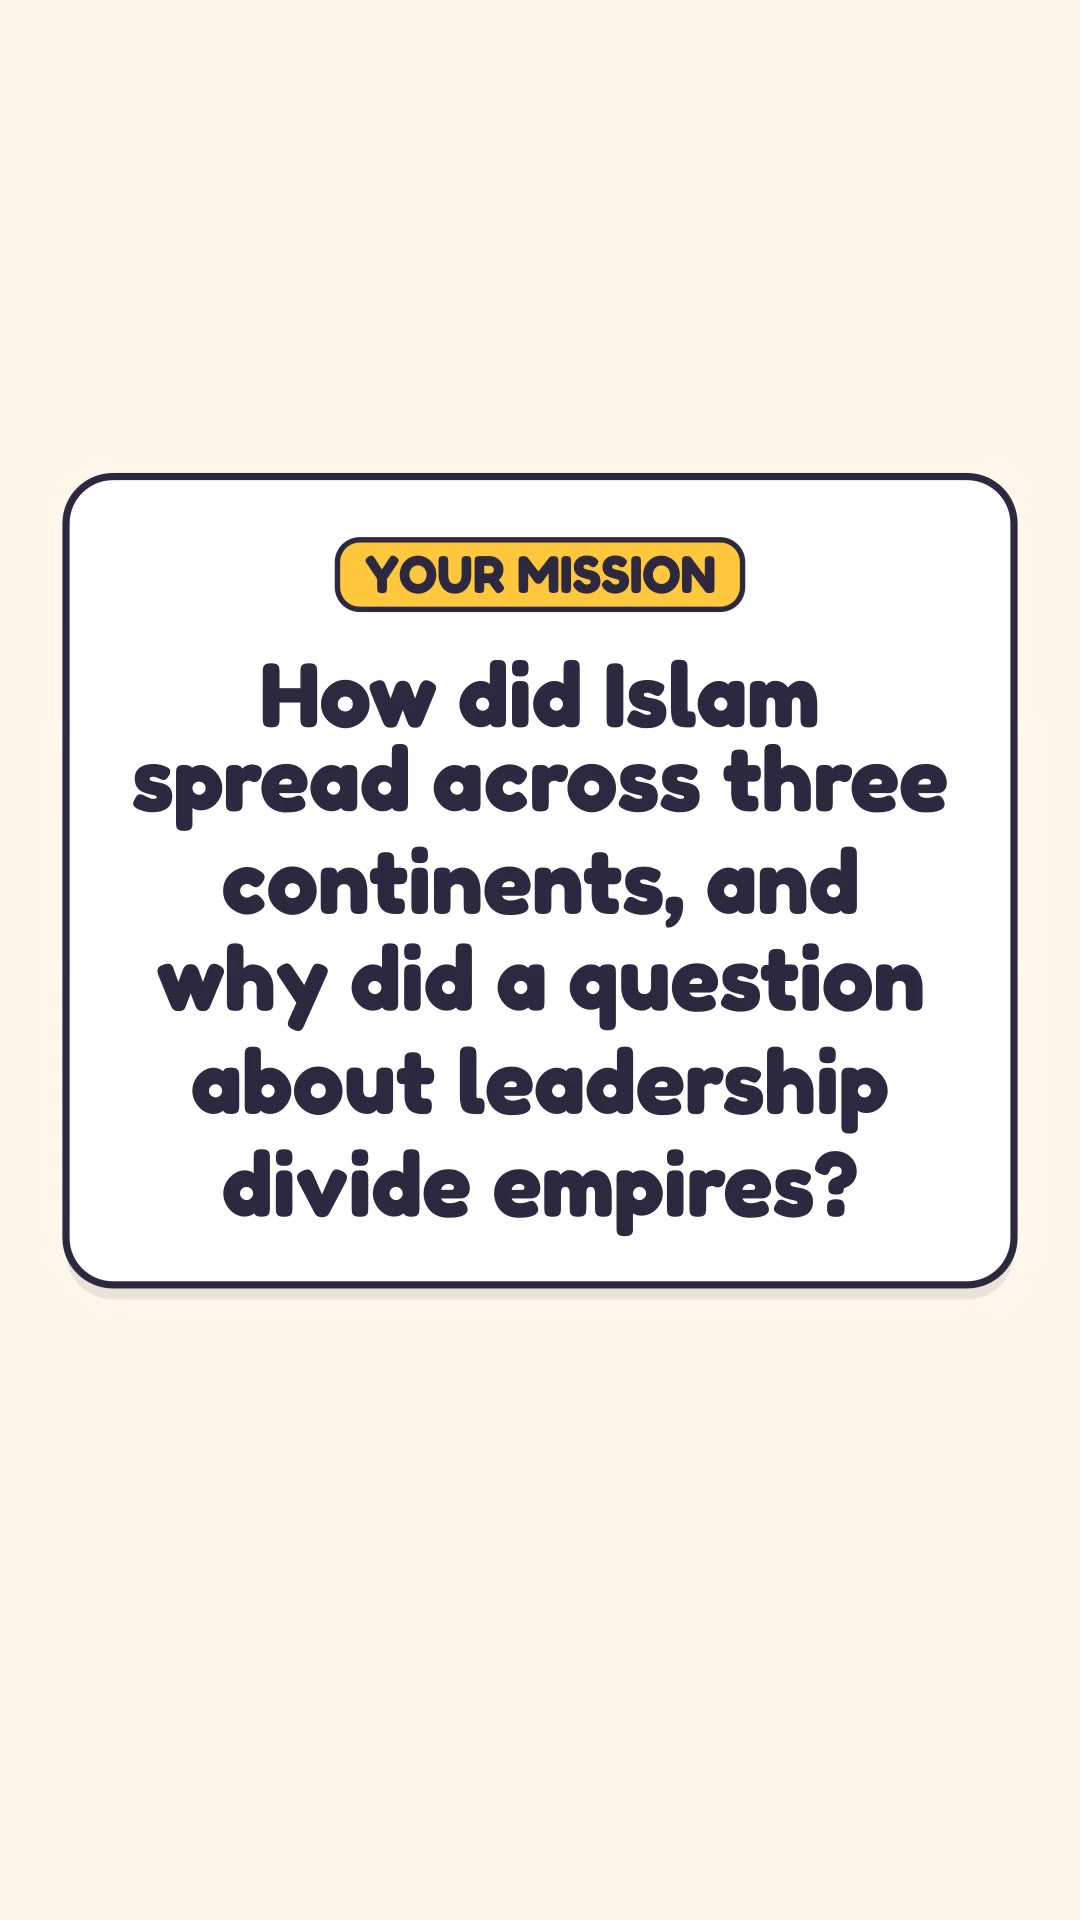 YOUR MISSION
How did Islam
spread across three
continents, and
why did a question
about leadership
divide empires?